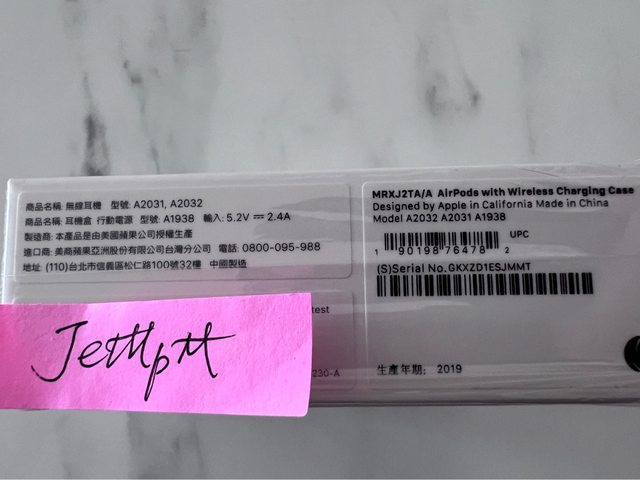 商品名稱: 無線耳機 型號: A2031, A2032
商品名稱: 耳機盒 行動電源 型號: A1938 輸入: 5.2V ⎓ 2.4A
製造商: 本產品是由美國蘋果公司授權生產
進口商: 美商蘋果亞洲股份有限公司台灣分公司 電話: 0800-095-988
地址: (110)台北市信義區松仁路100號32樓 中國製造
test
230-A
MRXJ2TA/A AirPods with Wireless Charging Case
Designed by Apple in California Made in China
Model A2032 A2031 A1938
UPC
1 90198 76478 2
(S)Serial No.GKXZD1ESJMMT
生產年期: 2019